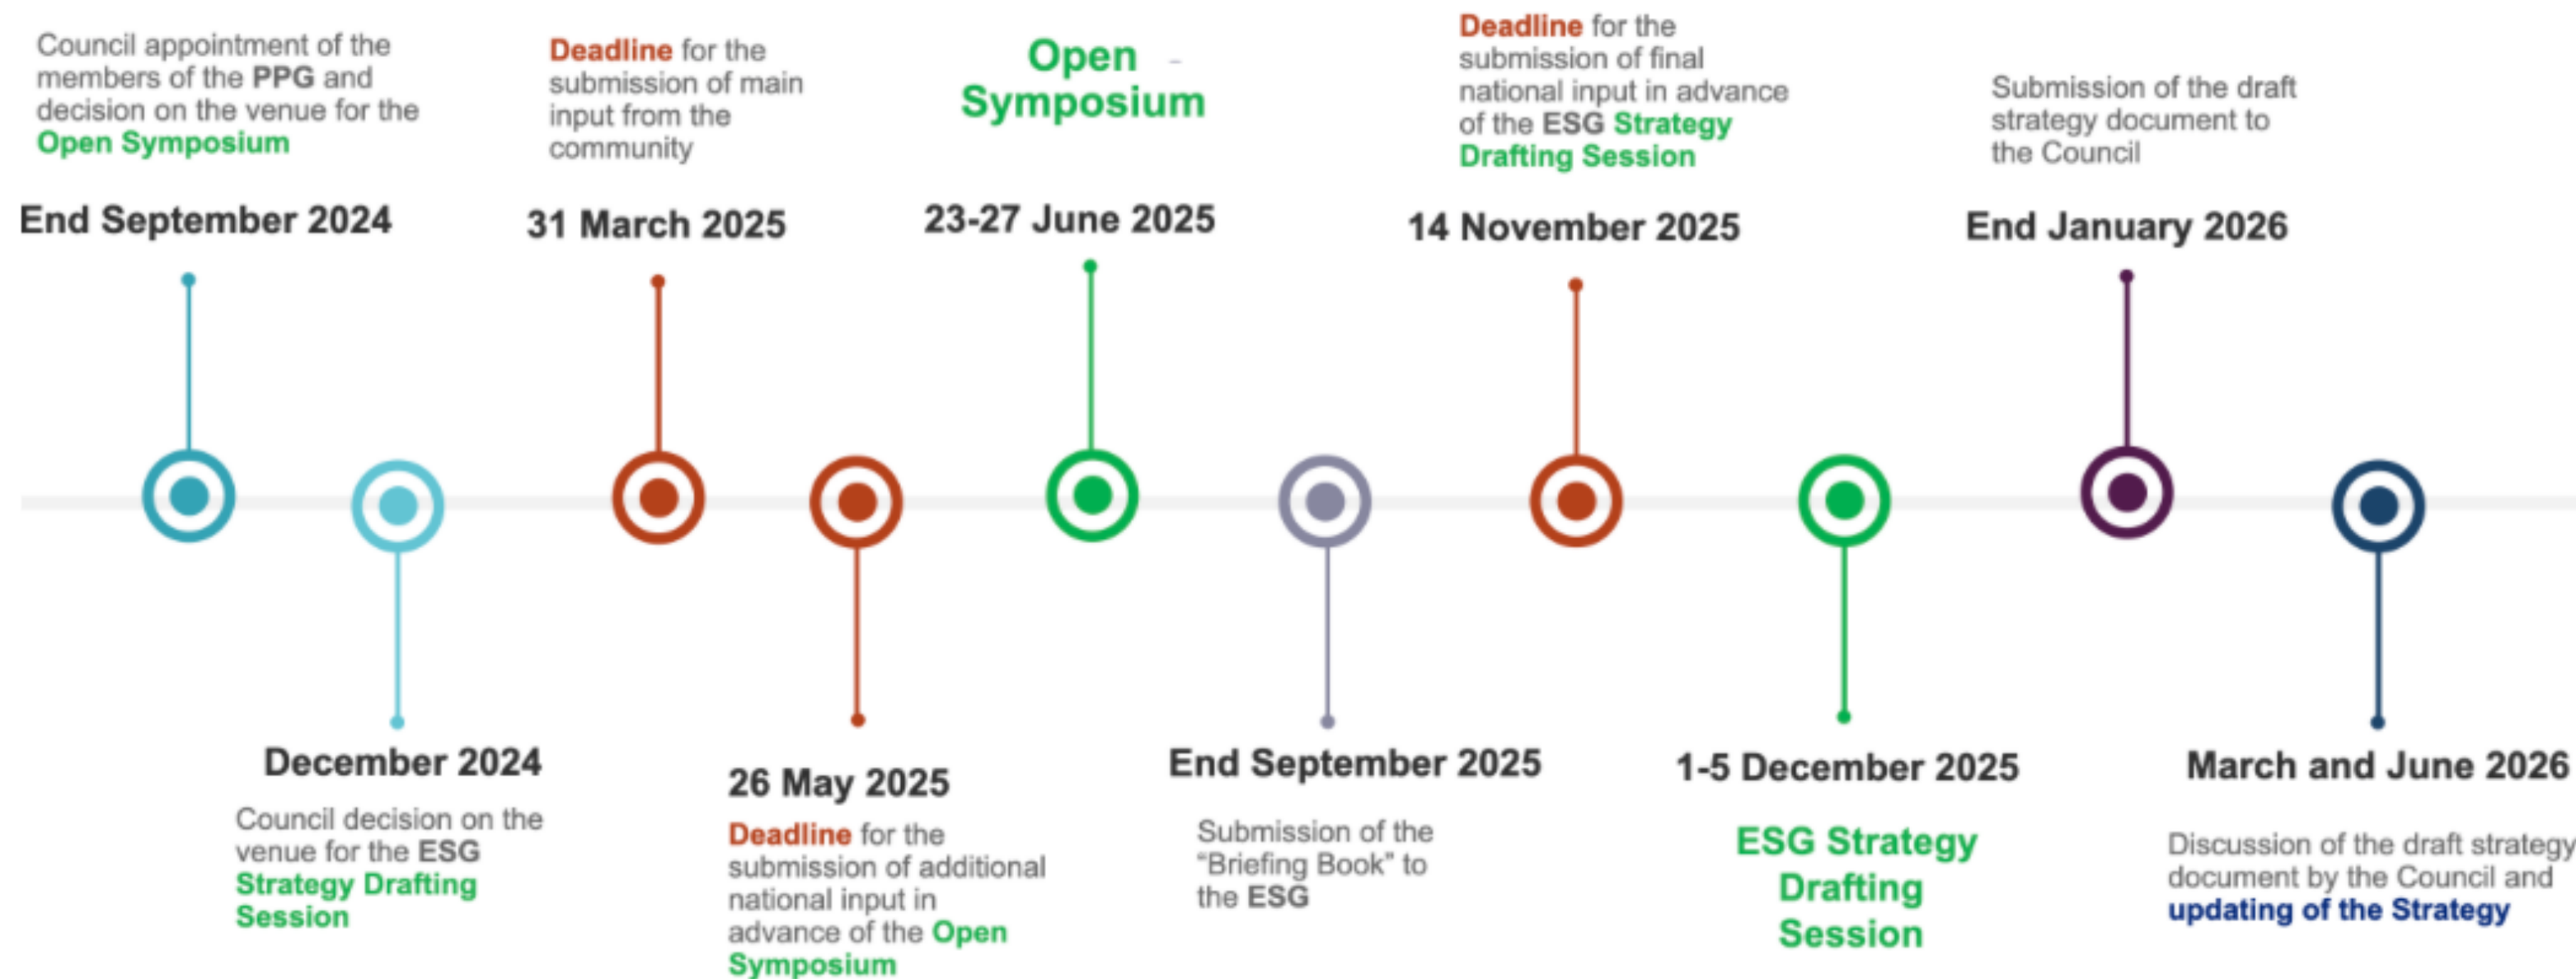 Council appointment of the
members of the PPG and
decision on the venue for the
Open Symposium
End September 2024
Deadline for the
submission of main
input from the
community
31 March 2025
Open
Symposium
23-27 June 2025
Deadline for the
submission of final
national input in advance
of the ESG Strategy
Drafting Session
14 November 2025
Submission of the draft
strategy document to
the Council
End January 2026
December 2024
Council decision on the
venue for the ESG
Strategy Drafting
Session
26 May 2025
Deadline for the
submission of additional
national input in
advance of the Open
Symposium
End September 2025
Submission of the
“Briefing Book” to
the ESG
1-5 December 2025
ESG Strategy
Drafting
Session
March and June 2026
Discussion of the draft strategy
document by the Council and
updating of the Strategy